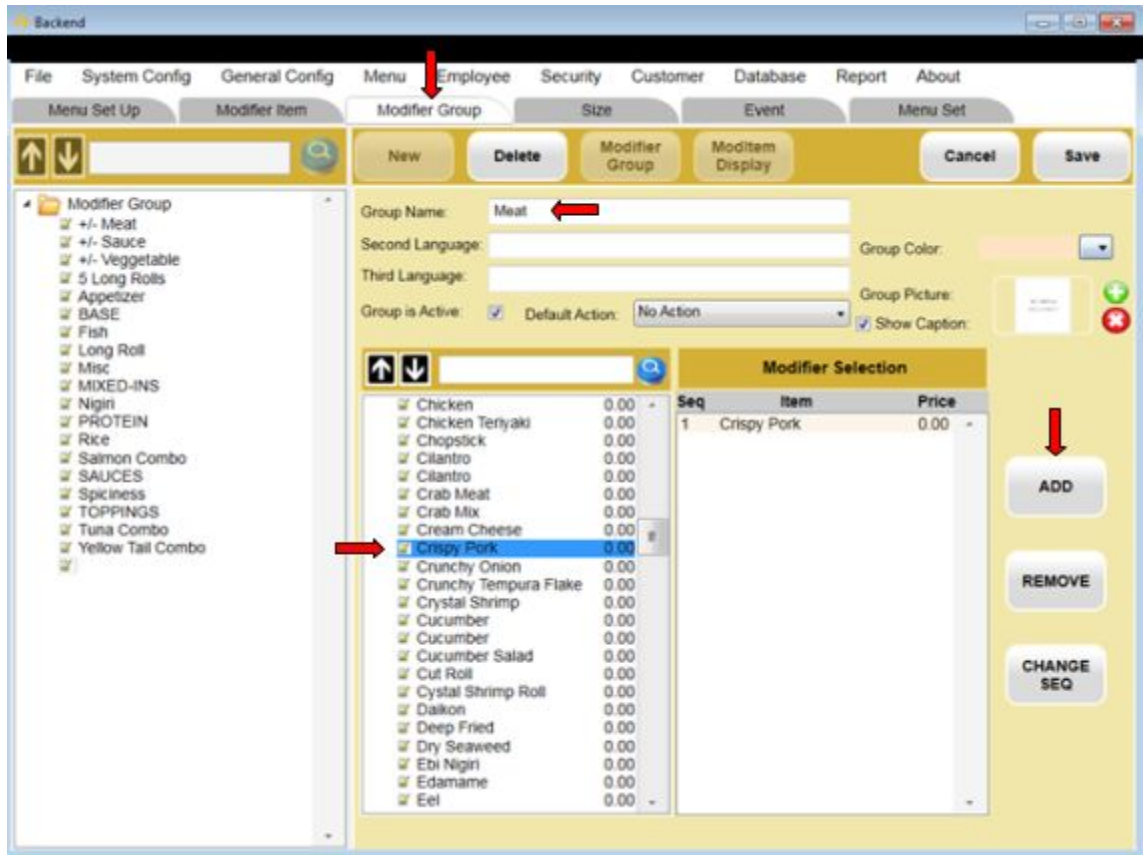 Backend
File System Config General Config Menu Employee Security Customer Database Report About
Menu Set Up Modifier Item Modifier Group Size Event Menu Set
New Delete Modifier Group ModItem Display Cancel Save
Modifier Group
+/- Meat
+/- Sauce
+/- Veggetable
5 Long Rolls
Appetizer
BASE
Fish
Long Roll
Misc
MIXED-INS
Nigiri
PROTEIN
Rice
Salmon Combo
SAUCES
Spiciness
TOPPINGS
Tuna Combo
Yellow Tail Combo
Group Name: Meat
Second Language:
Group Color:
Third Language:
Group Picture:
Group is Active: Default Action: No Action
Show Caption:
Modifier Selection
Chicken 0.00
Chicken Teriyaki 0.00
Chopstick 0.00
Cilantro 0.00
Cilantro 0.00
Crab Meat 0.00
Crab Mix 0.00
Cream Cheese 0.00
Crispy Pork 0.00
Crunchy Onion 0.00
Crunchy Tempura Flake 0.00
Crystal Shrimp 0.00
Cucumber 0.00
Cucumber 0.00
Cucumber Salad 0.00
Cut Roll 0.00
Cystal Shrimp Roll 0.00
Daikon 0.00
Deep Fried 0.00
Dry Seaweed 0.00
Ebi Nigiri 0.00
Edamame 0.00
Eel 0.00
Seq Item Price
1 Crispy Pork 0.00
ADD
REMOVE
CHANGE
SEQ